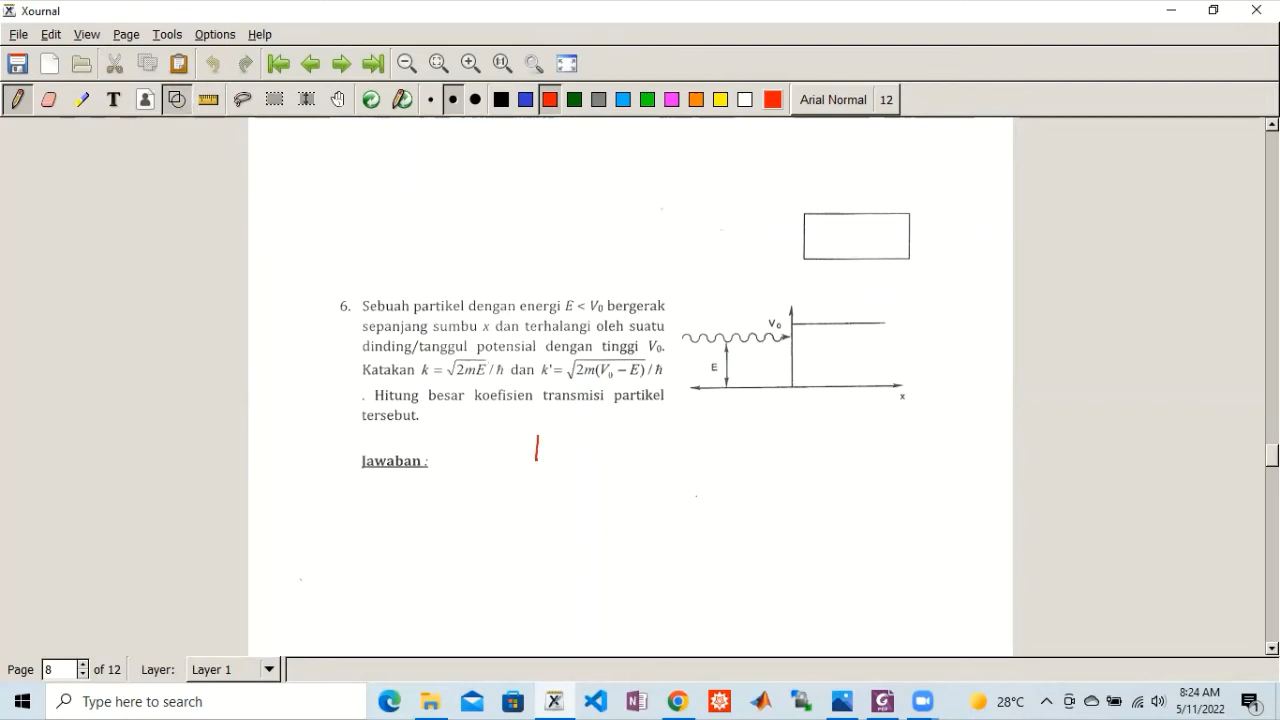 Xournal
File Edit View Page Tools Options Help
Arial Normal 12
6. Sebuah partikel dengan energi E < V₀ bergerak
sepanjang sumbu x dan terhalangi oleh suatu
dinding/tanggul potensial dengan tinggi V₀.
Katakan k = √2mE / ħ dan k'= √2m(V₀ − E) / ħ
. Hitung besar koefisien transmisi partikel
tersebut.
V₀
E
x
Jawaban :
Page 8 of 12 Layer: Layer 1
Type here to search
28°C
8:24 AM
5/11/2022